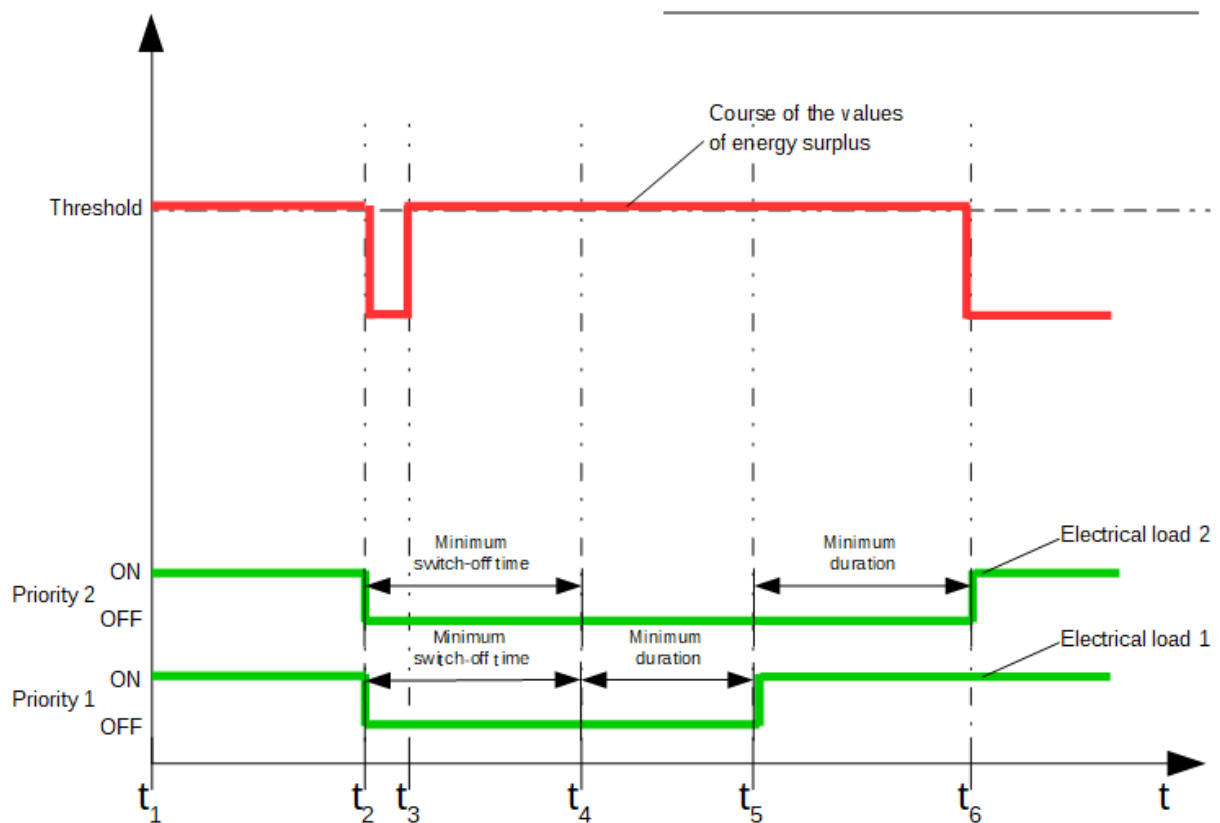 Course of the values
of energy surplus
Threshold
Minimum
switch-off time
Minimum
duration
Electrical load 2
ON
Priority 2
OFF
Minimum
switch-off time
Minimum
duration
Electrical load 1
ON
Priority 1
OFF
t1 t2 t3 t4 t5 t6 t